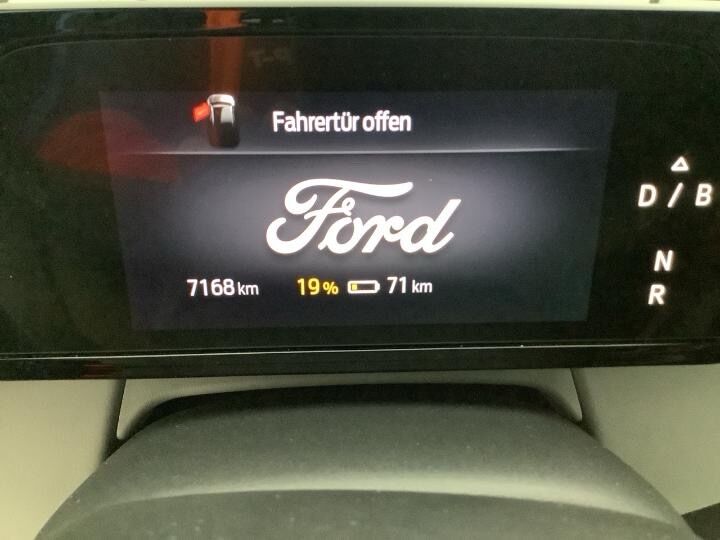 Fahrertür offen
Ford
7168 km 19% 71 km
D / B
N
R